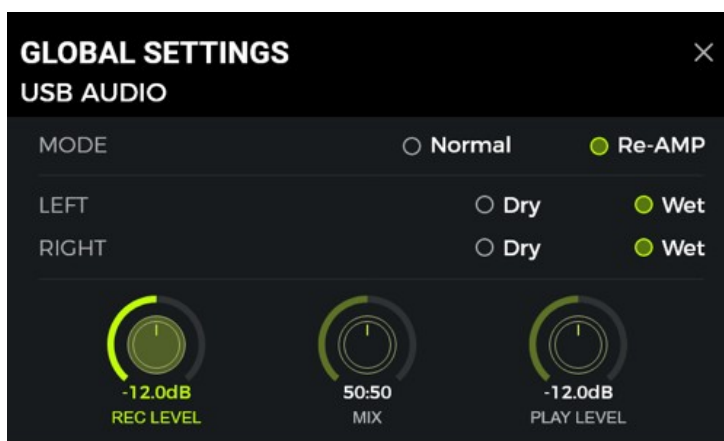 GLOBAL SETTINGS
USB AUDIO
MODE Normal Re-AMP
LEFT Dry Wet
RIGHT Dry Wet
-12.0dB 50:50 -12.0dB
REC LEVEL MIX PLAY LEVEL